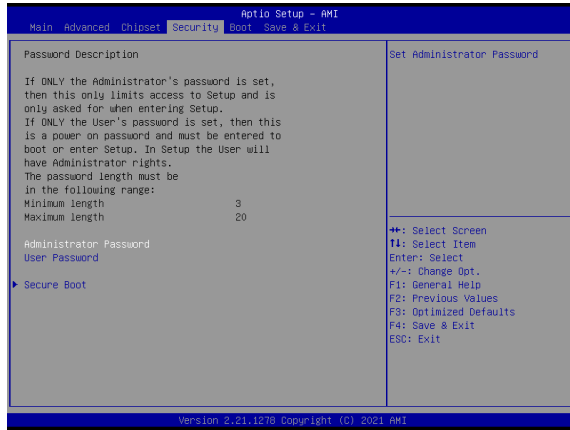 Aptio Setup – AMI
Main Advanced Chipset Security Boot Save & Exit
Password Description
If ONLY the Administrator's password is set,
then this only limits access to Setup and is
only asked for when entering Setup.
If ONLY the User's password is set, then this
is a power on password and must be entered to
boot or enter Setup. In Setup the User will
have Administrator rights.
The password length must be
in the following range:
Minimum length 3
Maximum length 20
Administrator Password
User Password
▶ Secure Boot
Set Administrator Password
→←: Select Screen
↑↓: Select Item
Enter: Select
+/-: Change Opt.
F1: General Help
F2: Previous Values
F3: Optimized Defaults
F4: Save & Exit
ESC: Exit
Version 2.21.1278 Copyright (C) 2021 AMI